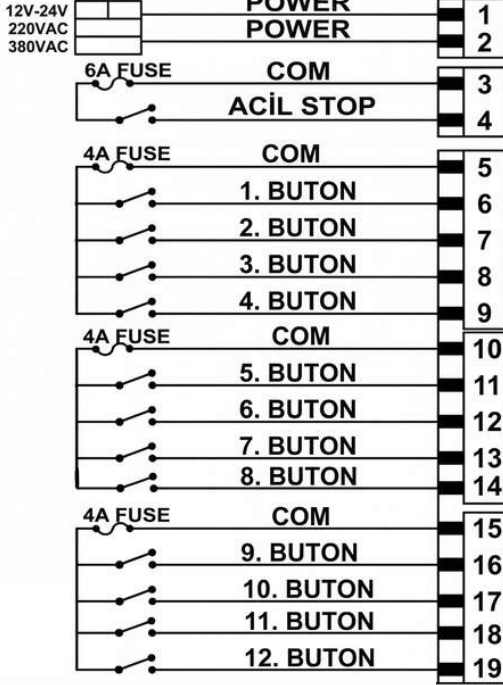 12V-24V POWER 1
220VAC POWER 2
380VAC
6A FUSE COM 3
ACİL STOP 4
4A FUSE COM 5
1. BUTON 6
2. BUTON 7
3. BUTON 8
4. BUTON 9
4A FUSE COM 10
5. BUTON 11
6. BUTON 12
7. BUTON 13
8. BUTON 14
4A FUSE COM 15
9. BUTON 16
10. BUTON 17
11. BUTON 18
12. BUTON 19